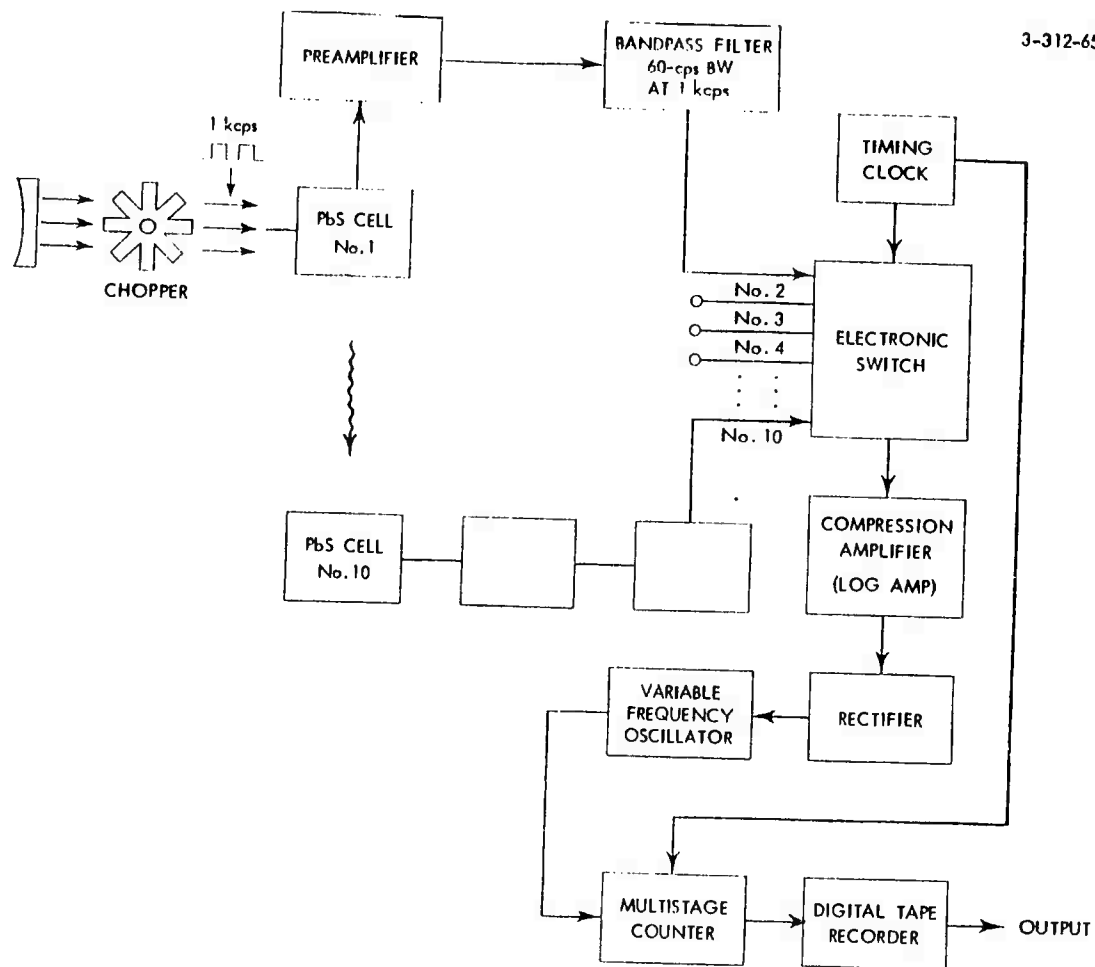 3-312-65
PREAMPLIFIER
BANDPASS FILTER
60-cps BW
AT 1 kcps
1 kcps
TIMING
CLOCK
PbS CELL
No.1
CHOPPER
No. 2
No. 3
No. 4
ELECTRONIC
SWITCH
No. 10
PbS CELL
No.10
COMPRESSION
AMPLIFIER
(LOG AMP)
VARIABLE
FREQUENCY
OSCILLATOR
RECTIFIER
MULTISTAGE
COUNTER
DIGITAL TAPE
RECORDER
OUTPUT